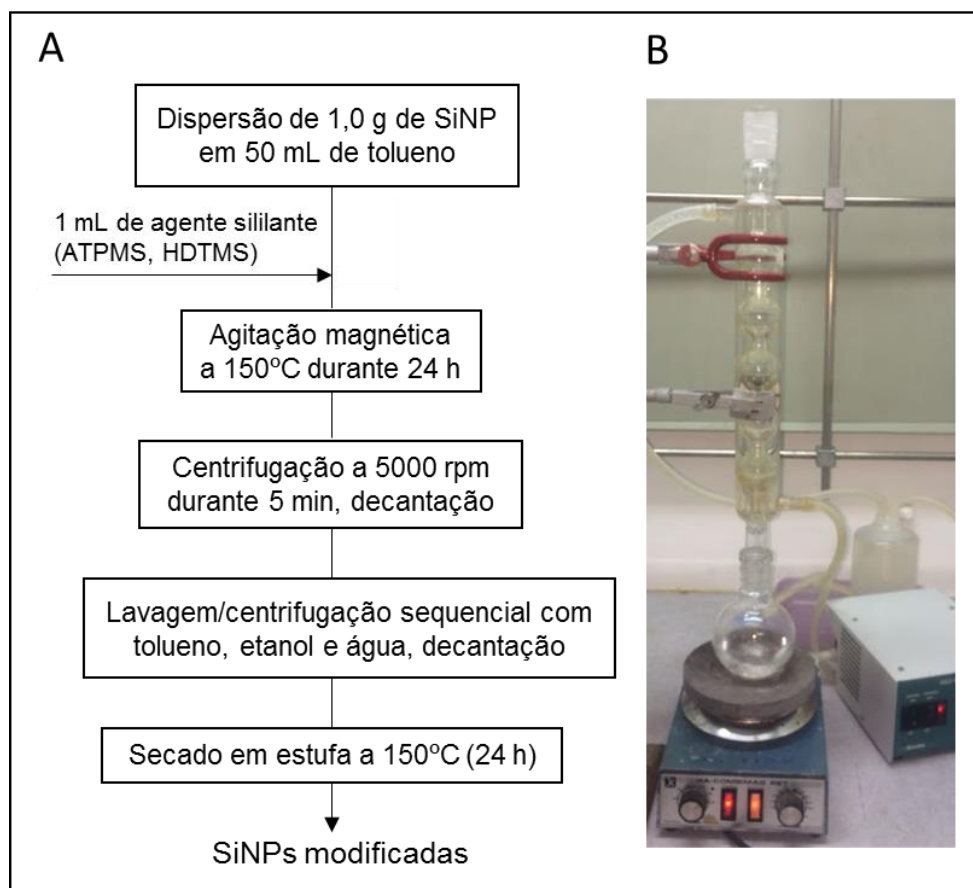 A
Dispersão de 1,0 g de SiNP
em 50 mL de tolueno
1 mL de agente sililante
(ATPMS, HDTMS)
Agitação magnética
a 150ºC durante 24 h
Centrifugação a 5000 rpm
durante 5 min, decantação
Lavagem/centrifugação sequencial com
tolueno, etanol e água, decantação
Secado em estufa a 150ºC (24 h)
SiNPs modificadas
B